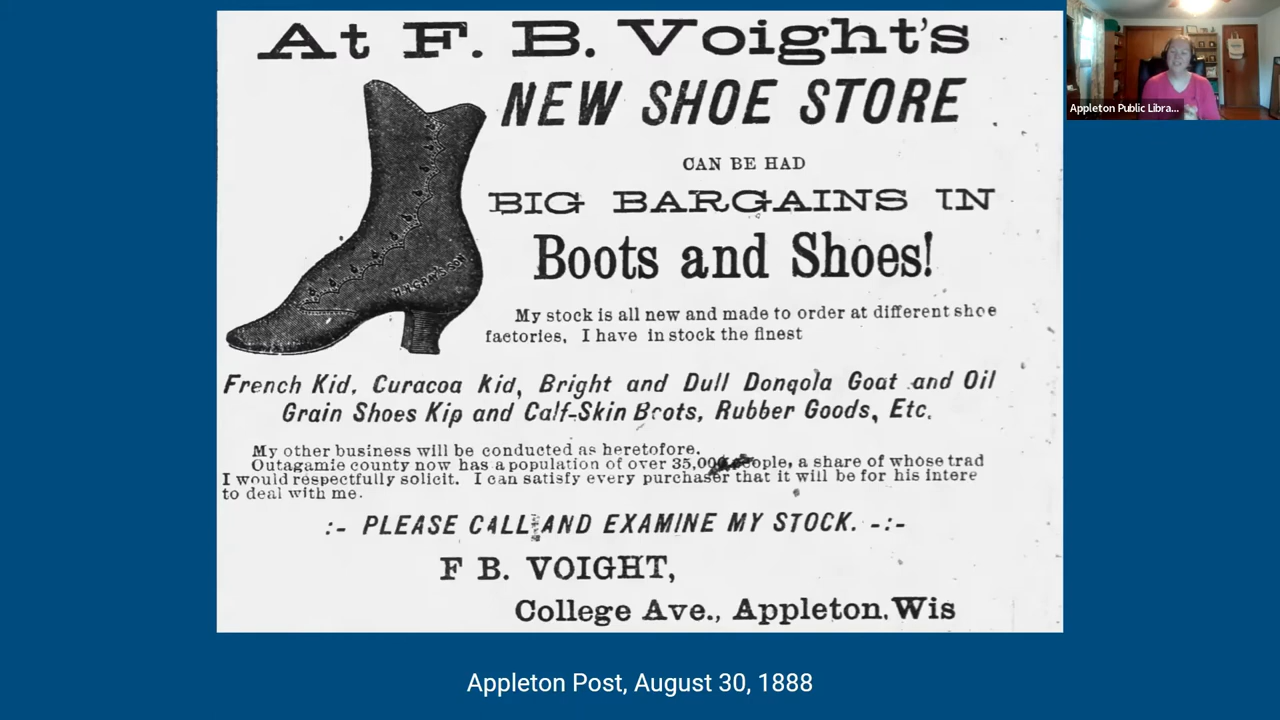 At F. B. Voight's
NEW SHOE STORE
CAN BE HAD
BIG BARGAINS IN
Boots and Shoes!
H.H. GRAY'S SON
My stock is all new and made to order at different shoe
factories, I have in stock the finest
French Kid, Curacoa Kid, Bright and Dull Dongola Goat and Oil
Grain Shoes Kip and Calf-Skin Boots, Rubber Goods, Etc.
My other business will be conducted as heretofore.
Outagamie county now has a population of over 35,000 people, a share of whose trad
I would respectfully solicit. I can satisfy every purchaser that it will be for his intere
to deal with me.
:- PLEASE CALL AND EXAMINE MY STOCK. -:-
F B. VOIGHT,
College Ave., Appleton, Wis
Appleton Post, August 30, 1888
Appleton Public Libra...